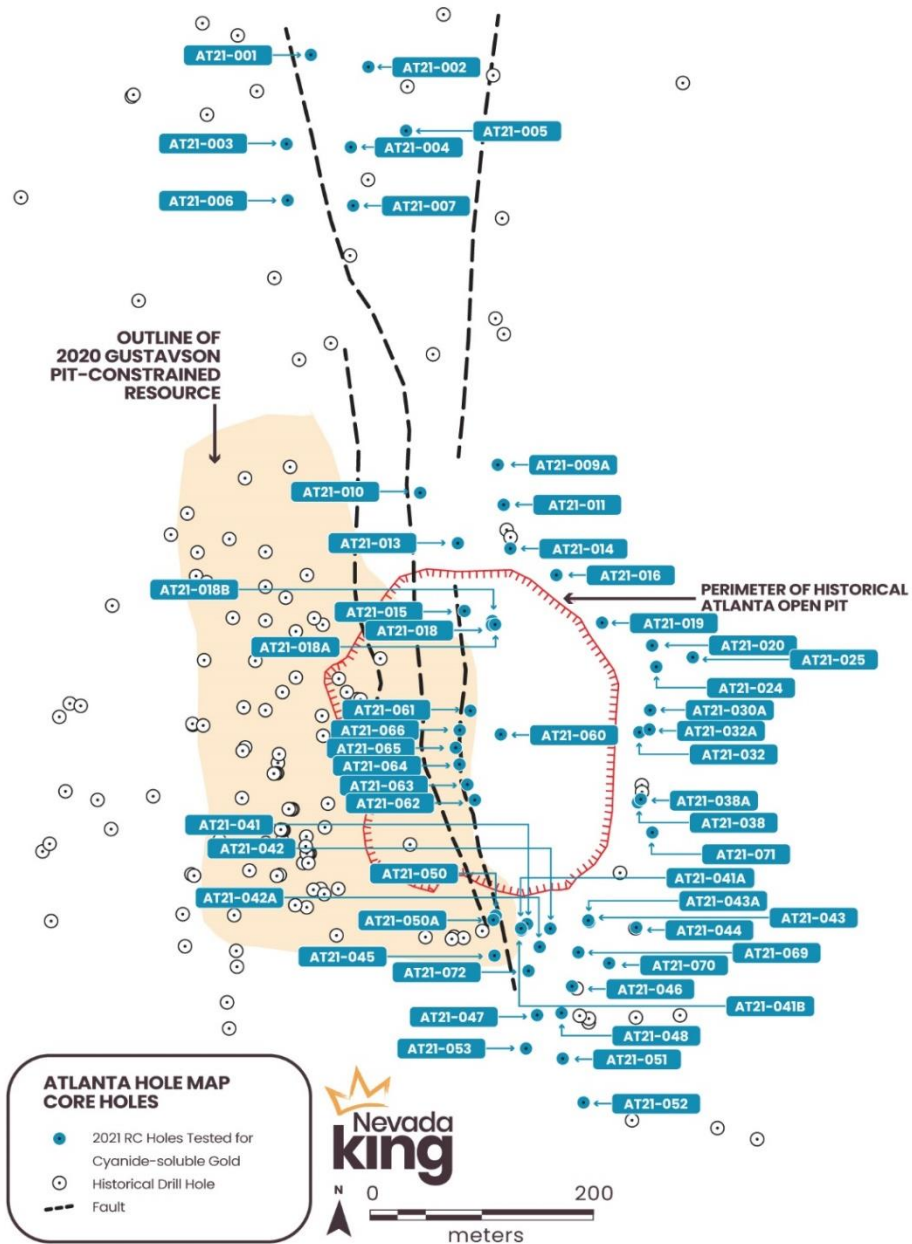 AT21-001
AT21-002
AT21-005
AT21-003
AT21-004
AT21-006
AT21-007
OUTLINE OF
2020 GUSTAVSON
PIT-CONSTRAINED
RESOURCE
AT21-009A
AT21-010
AT21-011
AT21-013
AT21-014
AT21-016
AT21-018B
PERIMETER OF HISTORICAL
ATLANTA OPEN PIT
AT21-015
AT21-018
AT21-019
AT21-018A
AT21-020
AT21-025
AT21-024
AT21-061
AT21-030A
AT21-066
AT21-060
AT21-032A
AT21-065
AT21-032
AT21-064
AT21-063
AT21-062
AT21-038A
AT21-041
AT21-038
AT21-042
AT21-071
AT21-050
AT21-041A
AT21-042A
AT21-043A
AT21-050A
AT21-043
AT21-044
AT21-045
AT21-069
AT21-072
AT21-070
AT21-046
AT21-041B
AT21-047
AT21-048
AT21-053
AT21-051
AT21-052
ATLANTA HOLE MAP
CORE HOLES
2021 RC Holes Tested for
Cyanide-soluble Gold
Historical Drill Hole
Fault
Nevada
king
N
0 200
meters